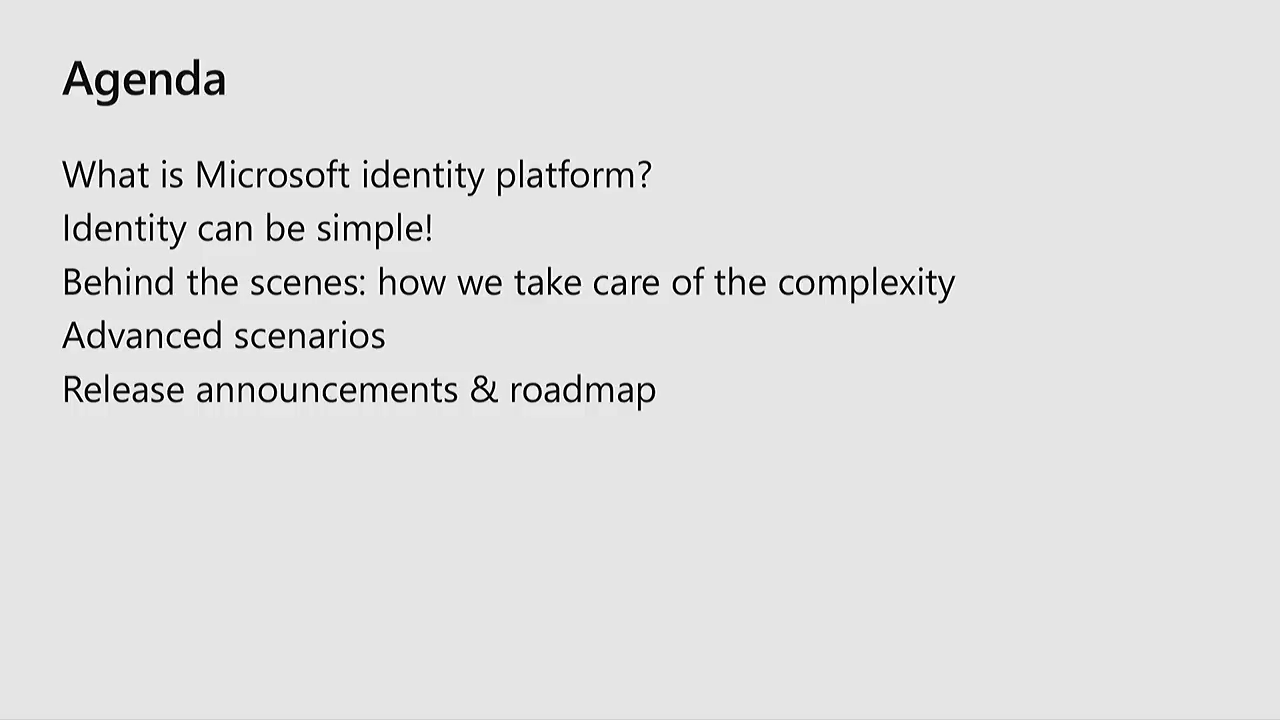 Agenda
What is Microsoft identity platform?
Identity can be simple!
Behind the scenes: how we take care of the complexity
Advanced scenarios
Release announcements & roadmap